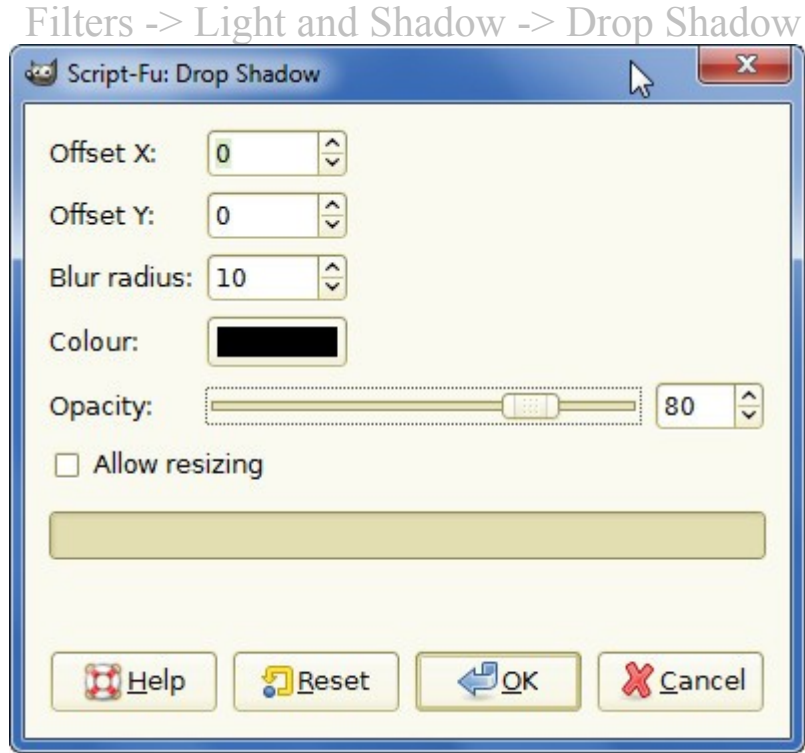 Filters -> Light and Shadow -> Drop Shadow
Script-Fu: Drop Shadow
Offset X: 0
Offset Y: 0
Blur radius: 10
Colour:
Opacity: 80
Allow resizing
Help Reset OK Cancel